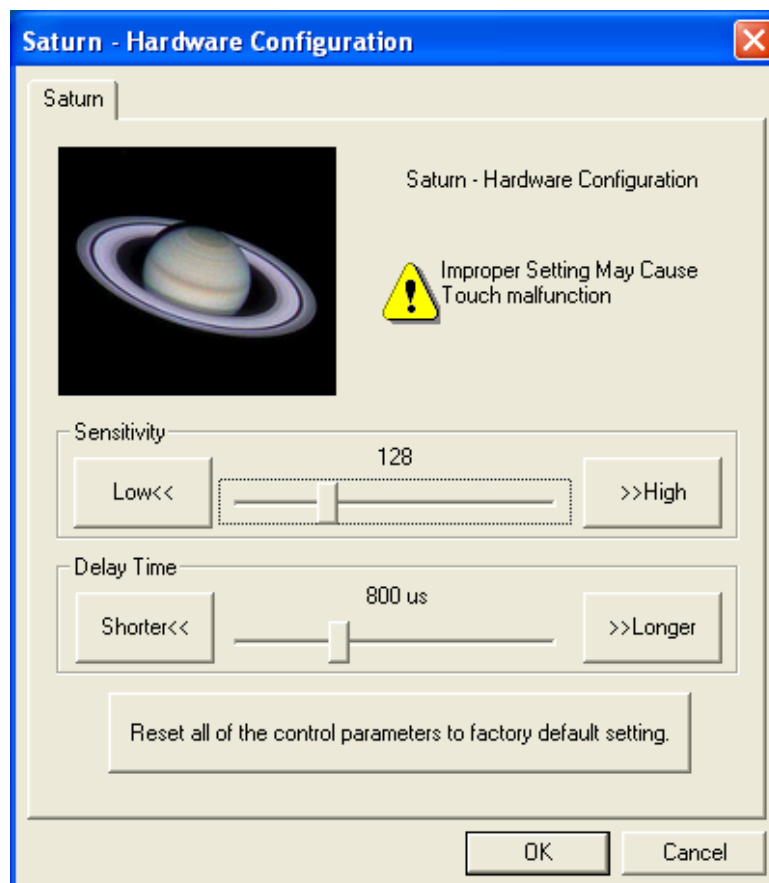 Saturn - Hardware Configuration
Saturn
Saturn - Hardware Configuration
Improper Setting May Cause
Touch malfunction
Sensitivity
128
Low<<
>>High
Delay Time
800 us
Shorter<<
>>Longer
Reset all of the control parameters to factory default setting.
OK
Cancel